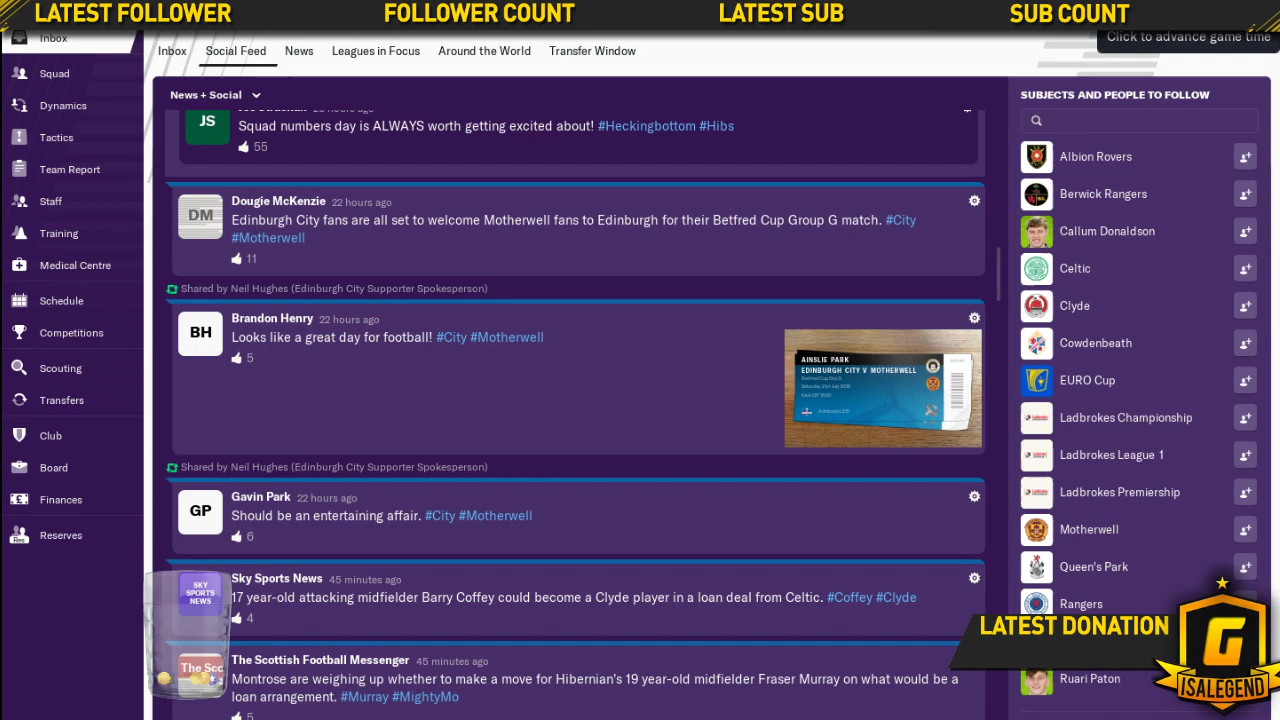 LATEST FOLLOWER FOLLOWER COUNT LATEST SUB SUB COUNT
Inbox
Squad
Dynamics
Tactics
Team Report
Staff
Training
Medical Centre
Schedule
Competitions
Scouting
Transfers
Club
Board
Finances
Res
Reserves
Inbox Social Feed News Leagues in Focus Around the World Transfer Window
Click to advance game time
News + Social
JS
Squad numbers day is ALWAYS worth getting excited about! #Heckingbottom #Hibs
55
DM
Dougie McKenzie 22 hours ago
Edinburgh City fans are all set to welcome Motherwell fans to Edinburgh for their Betfred Cup Group G match. #City
#Motherwell
11
Shared by Neil Hughes (Edinburgh City Supporter Spokesperson)
BH
Brandon Henry 22 hours ago
Looks like a great day for football! #City #Motherwell
5
AINSLIE PARK
EDINBURGH CITY V MOTHERWELL
Shared by Neil Hughes (Edinburgh City Supporter Spokesperson)
GP
Gavin Park 22 hours ago
Should be an entertaining affair. #City #Motherwell
6
SKY
SPORTS
NEWS
Sky Sports News 45 minutes ago
17 year-old attacking midfielder Barry Coffey could become a Clyde player in a loan deal from Celtic. #Coffey #Clyde
4
The Sco
The Scottish Football Messenger 45 minutes ago
Montrose are weighing up whether to make a move for Hibernian's 19 year-old midfielder Fraser Murray on what would be a
loan arrangement. #Murray #MightyMo
5
SUBJECTS AND PEOPLE TO FOLLOW
Albion Rovers
Berwick Rangers
Callum Donaldson
Celtic
Clyde
Cowdenbeath
EURO Cup
Ladbrokes Championship
Ladbrokes League 1
Ladbrokes Premiership
Motherwell
Queen's Park
Rangers
LATEST DONATION
Ruari Paton
G
ISALEGEND